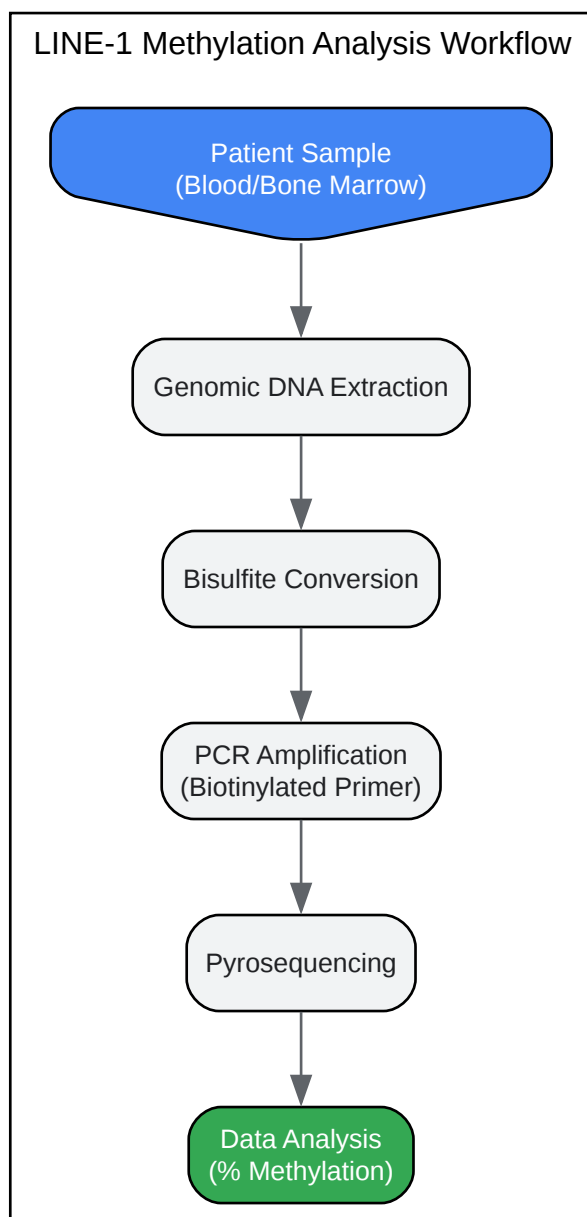 LINE-1 Methylation Analysis Workflow
Patient Sample
(Blood/Bone Marrow)
Genomic DNA Extraction
Bisulfite Conversion
PCR Amplification
(Biotinylated Primer)
Pyrosequencing
Data Analysis
(% Methylation)